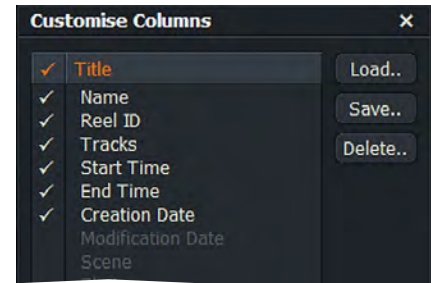 Customise Columns ×
✓ Title
Load..
✓ Name
Save..
✓ Reel ID
✓ Tracks
Delete..
✓ Start Time
✓ End Time
✓ Creation Date
Modification Date
Scene